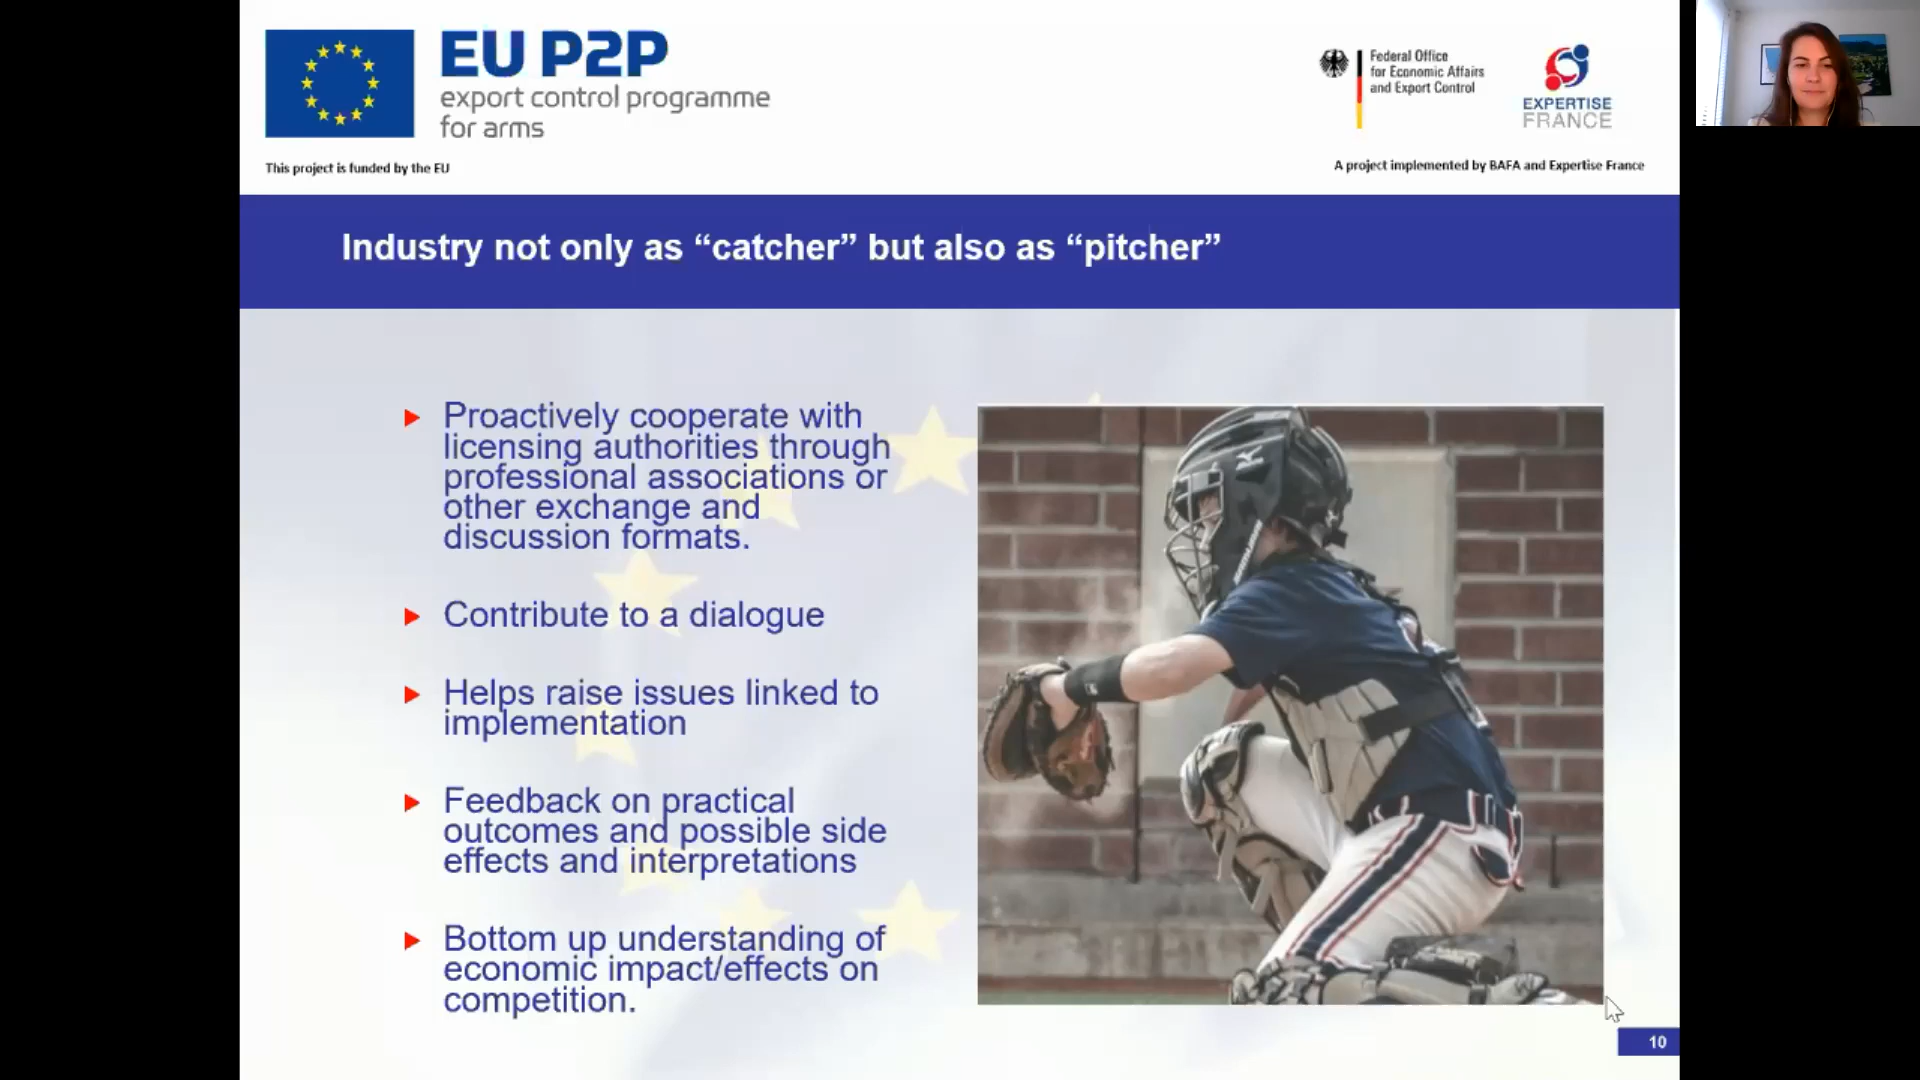 EU P2P
export control programme
for arms
This project is funded by the EU
Federal Office
for Economic Affairs
and Export Control
EXPERTISE
FRANCE
A project implemented by BAFA and Expertise France
Industry not only as “catcher” but also as “pitcher”
Proactively cooperate with
licensing authorities through
professional associations or
other exchange and
discussion formats.
Contribute to a dialogue
Helps raise issues linked to
implementation
Feedback on practical
outcomes and possible side
effects and interpretations
Bottom up understanding of
economic impact/effects on
competition.
10